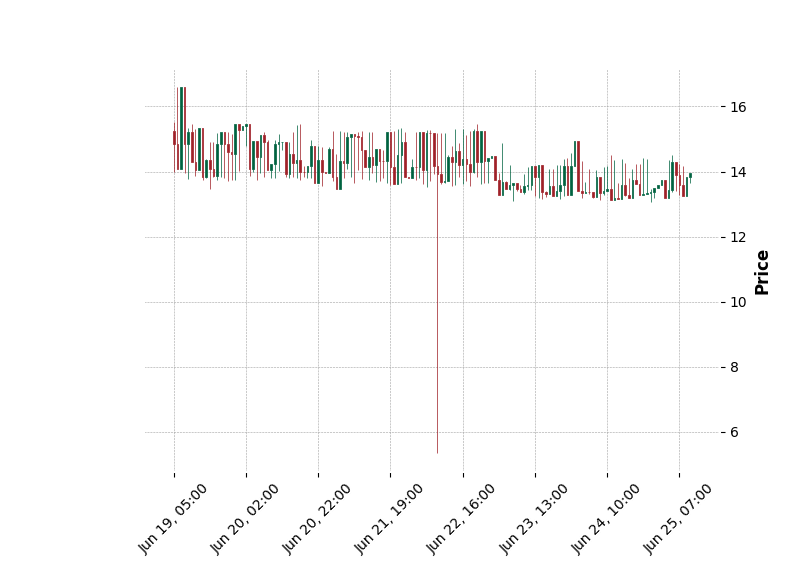 16
14
12
10
8
6
Price
Jun 19, 05:00
Jun 20, 02:00
Jun 20, 22:00
Jun 21, 19:00
Jun 22, 16:00
Jun 23, 13:00
Jun 24, 10:00
Jun 25, 07:00